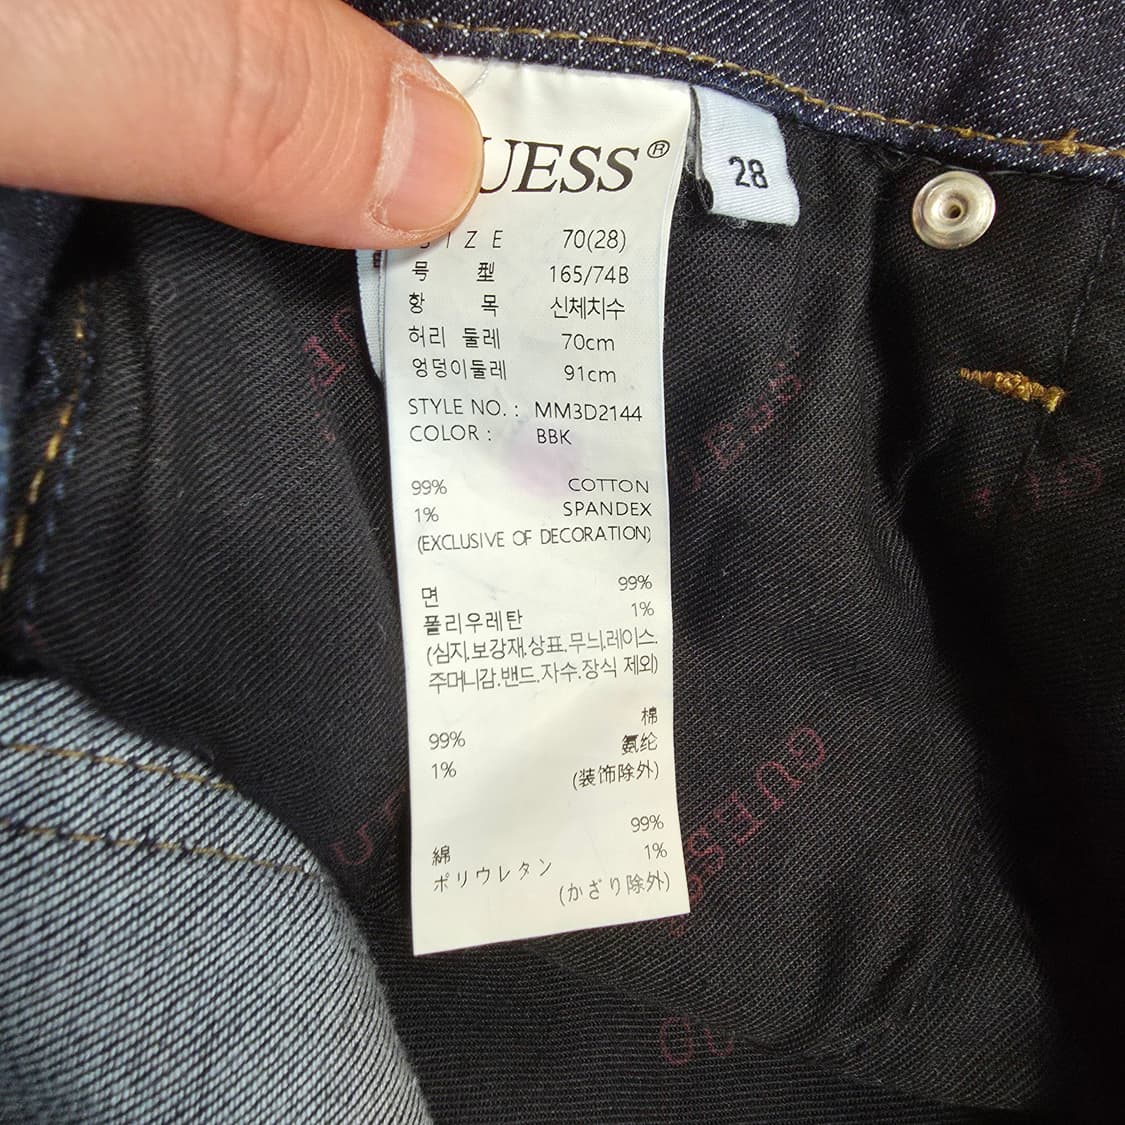 UESS®
28
SIZE 70(28)
号 型 165/74B
항 목 신체치수
허리 둘레 70cm
엉덩이둘레 91cm
STYLE NO. : MM3D2144
COLOR : BBK
99% COTTON
1% SPANDEX
(EXCLUSIVE OF DECORATION)
면 99%
폴리우레탄 1%
(심지.보강재.상표.무늬.레이스.
주머니감.밴드.자수.장식 제외)
棉
99% 氨纶
1% (装饰除外)
99%
綿 1%
ポリウレタン
(かざり除外)
GUESS